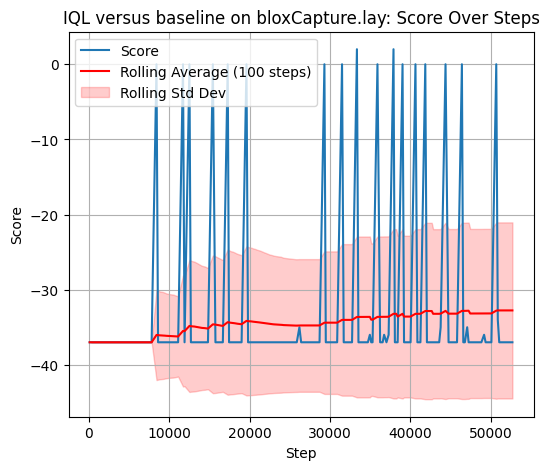 IQL versus baseline on bloxCapture.lay: Score Over Steps
Score
Rolling Average (100 steps)
Rolling Std Dev
0
−10
−20
−30
−40
Score
0
10000
20000
30000
40000
50000
Step